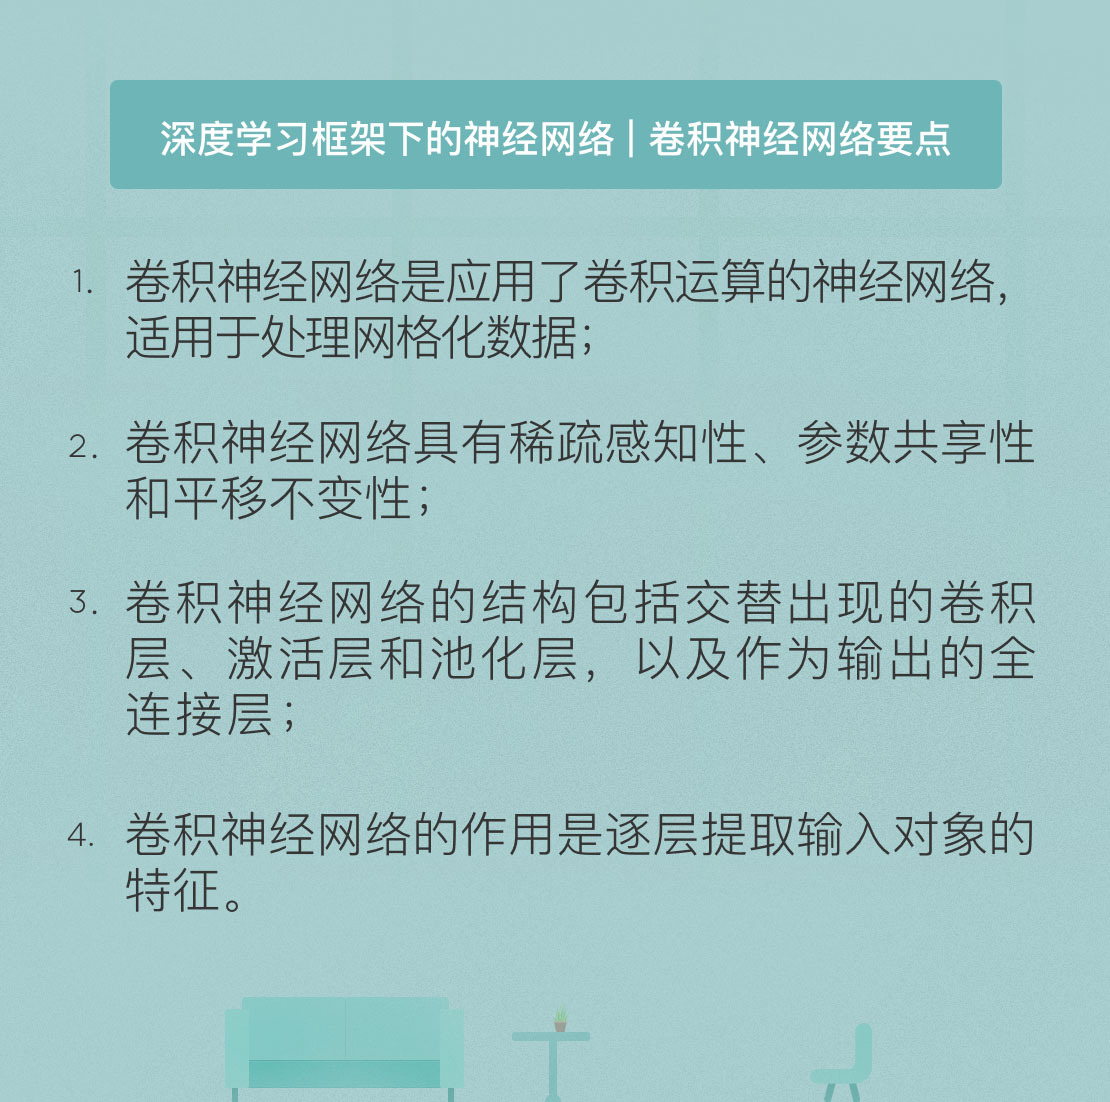 深度学习框架下的神经网络 | 卷积神经网络要点
1. 卷积神经网络是应用了卷积运算的神经网络，
适用于处理网格化数据；
2. 卷积神经网络具有稀疏感知性、参数共享性
和平移不变性；
3. 卷积神经网络的结构包括交替出现的卷积
层、激活层和池化层，以及作为输出的全
连接层；
4. 卷积神经网络的作用是逐层提取输入对象的
特征。